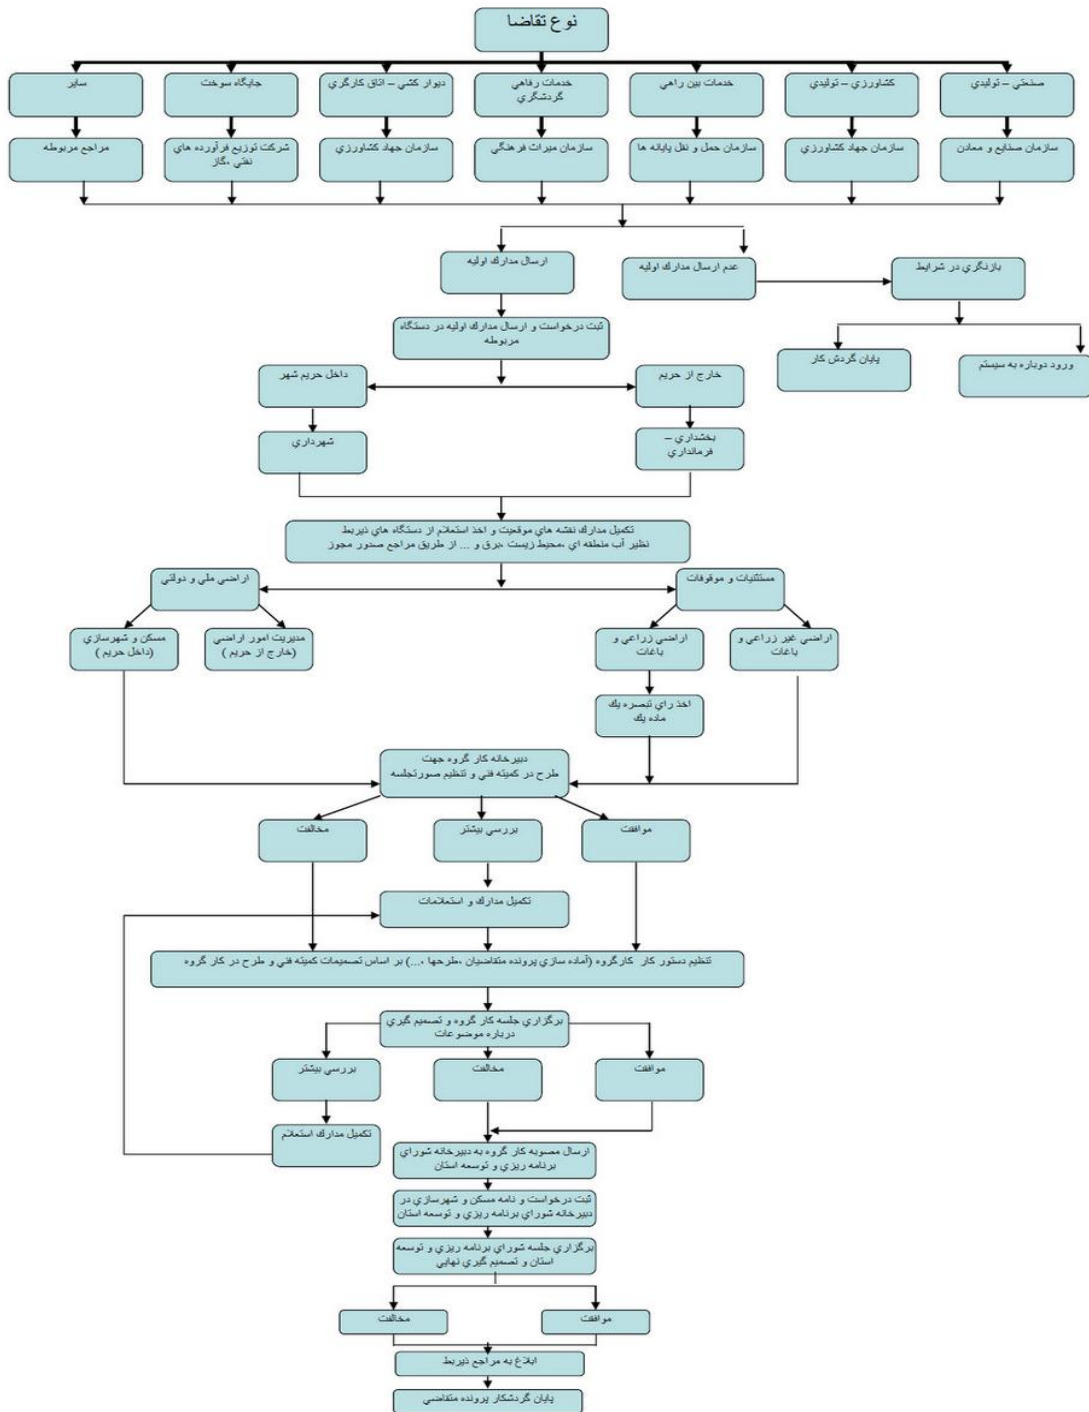 نوع تقاضا
صنعتي – توليدي
كشاورزي – توليدي
خدمات بين راهي
خدمات رفاهي
گردشگري
ديوار كشي – اتاق كارگري
جايگاه سوخت
ساير
سازمان صنايع و معادن
سازمان جهاد كشاورزي
سازمان حمل و نقل پايانه ها
سازمان ميراث فرهنگي
سازمان جهاد كشاورزي
شركت توزيع فرآورده هاي
نفتي ،گاز
مراجع مربوطه
ارسال مدارك اوليه
عدم ارسال مدارك اوليه
بازنگري در شرايط
ثبت درخواست و ارسال مدارك اوليه در دستگاه
مربوطه
پايان گردش كار
ورود دوباره به سيستم
خارج از حريم
داخل حريم شهر
بخشداري –
فرمانداري
شهرداري
تكميل مدارك نقشه هاي موقعيت و اخذ استعلام از دستگاه هاي ذيربط
نظير آب منطقه اي ،محيط زيست ،برق و ... از طريق مراجع صدور مجوز
مستثنيات و موقوفات
اراضي ملي و دولتي
اراضي غير زراعي و
باغات
اراضي زراعي و
باغات
مديريت امور اراضي
(خارج از حريم )
مسكن و شهرسازي
(داخل حريم )
اخذ راي تبصره يك
ماده يك
دبيرخانه كار گروه جهت
طرح در كميته فني و تنظيم صورتجلسه
موافقت
بررسي بيشتر
مخالفت
تكميل مدارك و استعلامات
تنظيم دستور كار كارگروه (آماده سازي پرونده متقاضيان ،طرحها ،...) بر اساس تصميمات كميته فني و طرح در كار گروه
برگزاري جلسه كار گروه و تصميم گيري
درباره موضوعات
موافقت
مخالفت
بررسي بيشتر
تكميل مدارك استعلام
ارسال مصوبه كار گروه به دبيرخانه شوراي
برنامه ريزي و توسعه استان
ثبت درخواست و نامه مسكن و شهرسازي در
دبيرخانه شوراي برنامه ريزي و توسعه استان
برگزاري جلسه شوراي برنامه ريزي و توسعه
استان و تصميم گيري نهايي
موافقت
مخالفت
ابلاغ به مراجع ذيربط
پايان گردشكار پرونده متقاضي